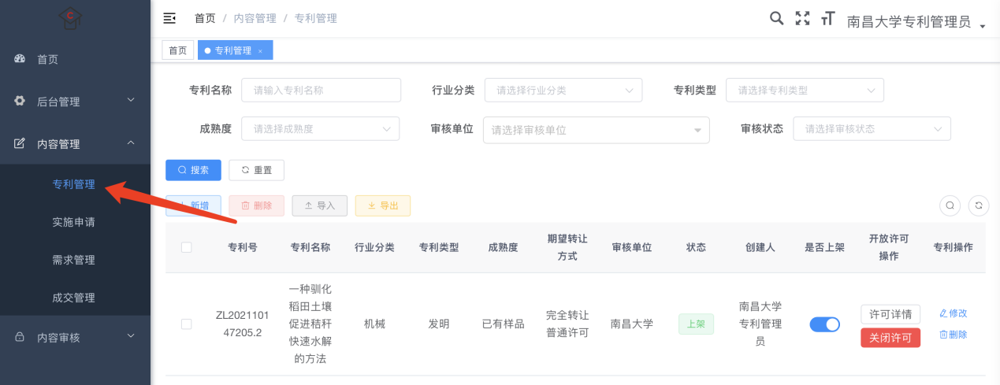 C
首页 / 内容管理 / 专利管理
南昌大学专利管理员
首页
专利管理 ×
首页
后台管理
内容管理
专利管理
实施申请
需求管理
成交管理
内容审核
专利名称 请输入专利名称
行业分类 请选择行业分类
专利类型 请选择专利类型
成熟度 请选择成熟度
审核单位 请选择审核单位
审核状态 请选择审核状态
搜索 重置
新增 删除 导入 导出
专利号
专利名称
行业分类
专利类型
成熟度
期望转让
方式
审核单位
状态
创建人
是否上架
开放许可
操作
专利操作
ZL2021101
47205.2
一种驯化
稻田土壤
促进秸秆
快速水解
的方法
机械
发明
已有样品
完全转让
普通许可
南昌大学
上架
南昌大学
专利管理
员
许可详情
关闭许可
修改
删除